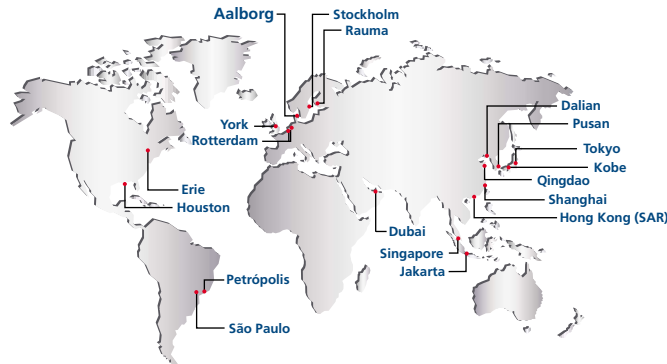 Aalborg
Stockholm
Rauma
York
Rotterdam
Dalian
Pusan
Tokyo
Kobe
Qingdao
Shanghai
Hong Kong (SAR)
Erie
Houston
Dubai
Singapore
Jakarta
Petrópolis
São Paulo